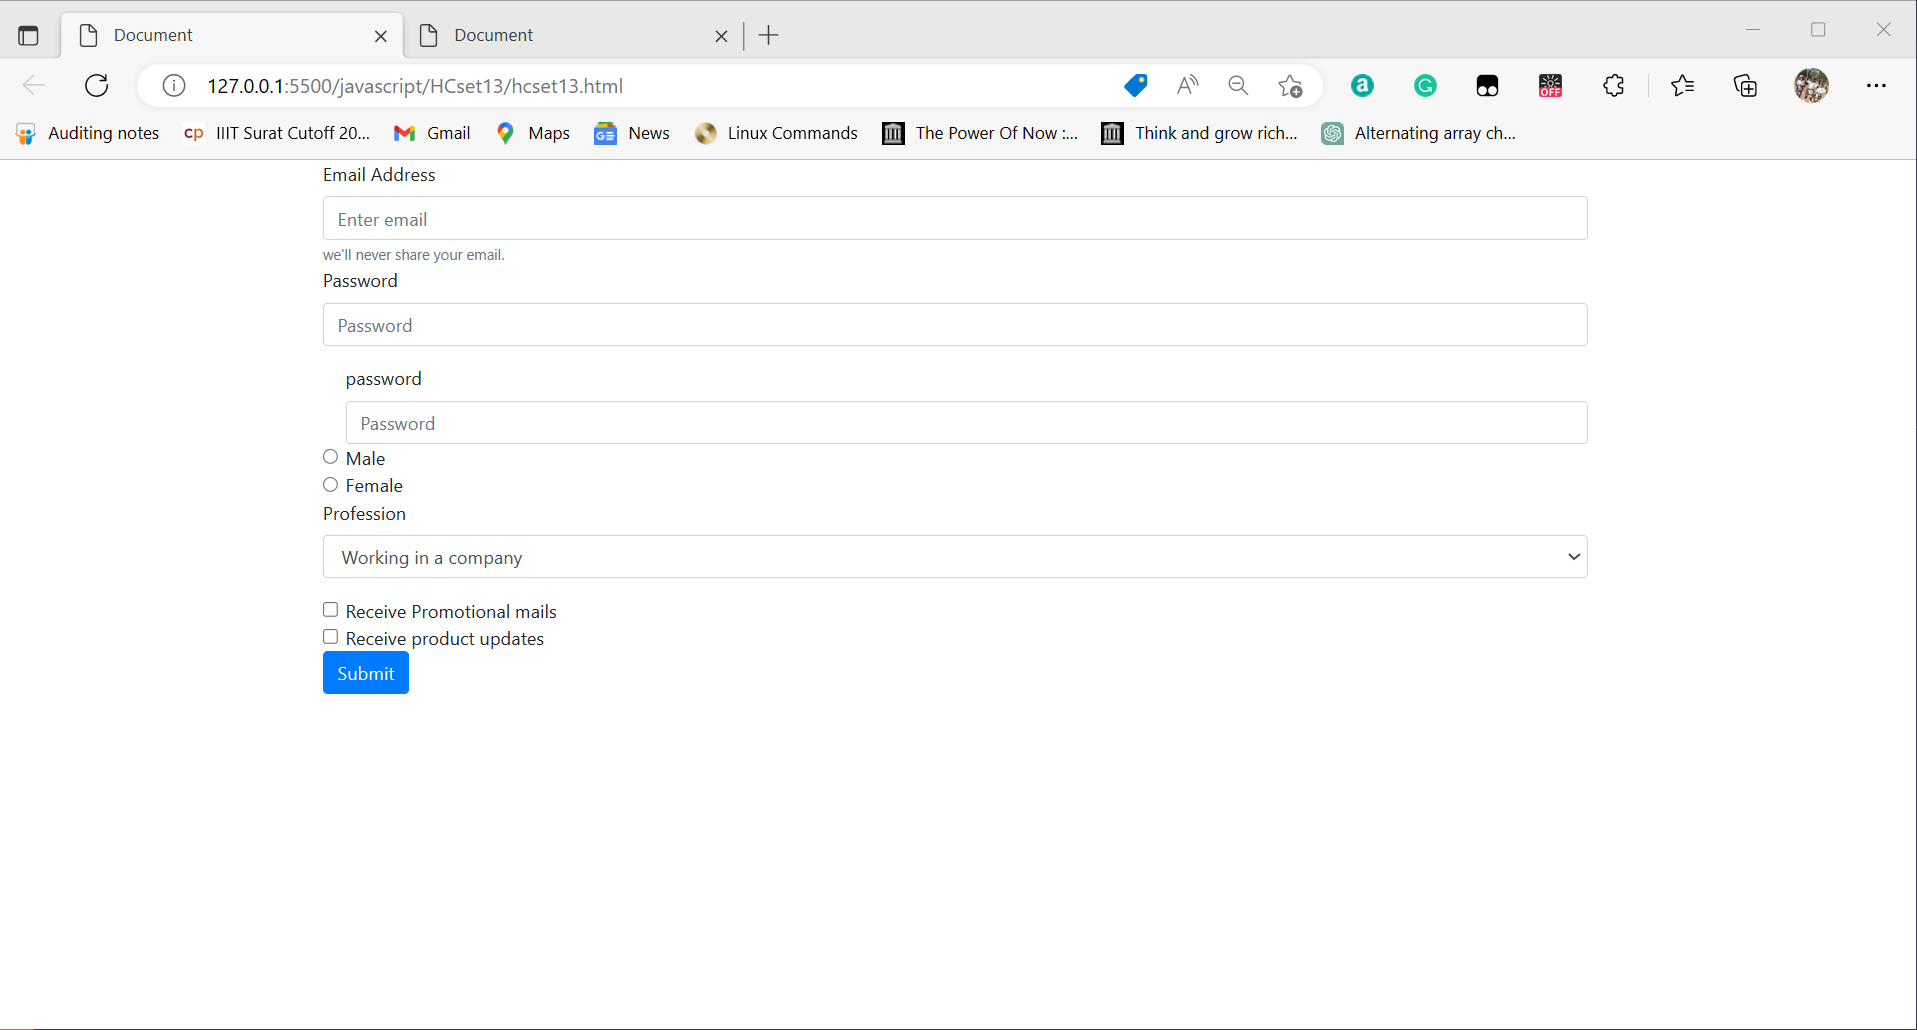 Document
Document
127.0.0.1:5500/javascript/HCset13/hcset13.html
A
a
G
OFF
Auditing notes
cp IIIT Surat Cutoff 20...
Gmail
Maps
GE News
Linux Commands
The Power Of Now :...
Think and grow rich...
Alternating array ch...
Email Address
Enter email
we'll never share your email.
Password
Password
password
Password
Male
Female
Profession
Working in a company
Receive Promotional mails
Receive product updates
Submit